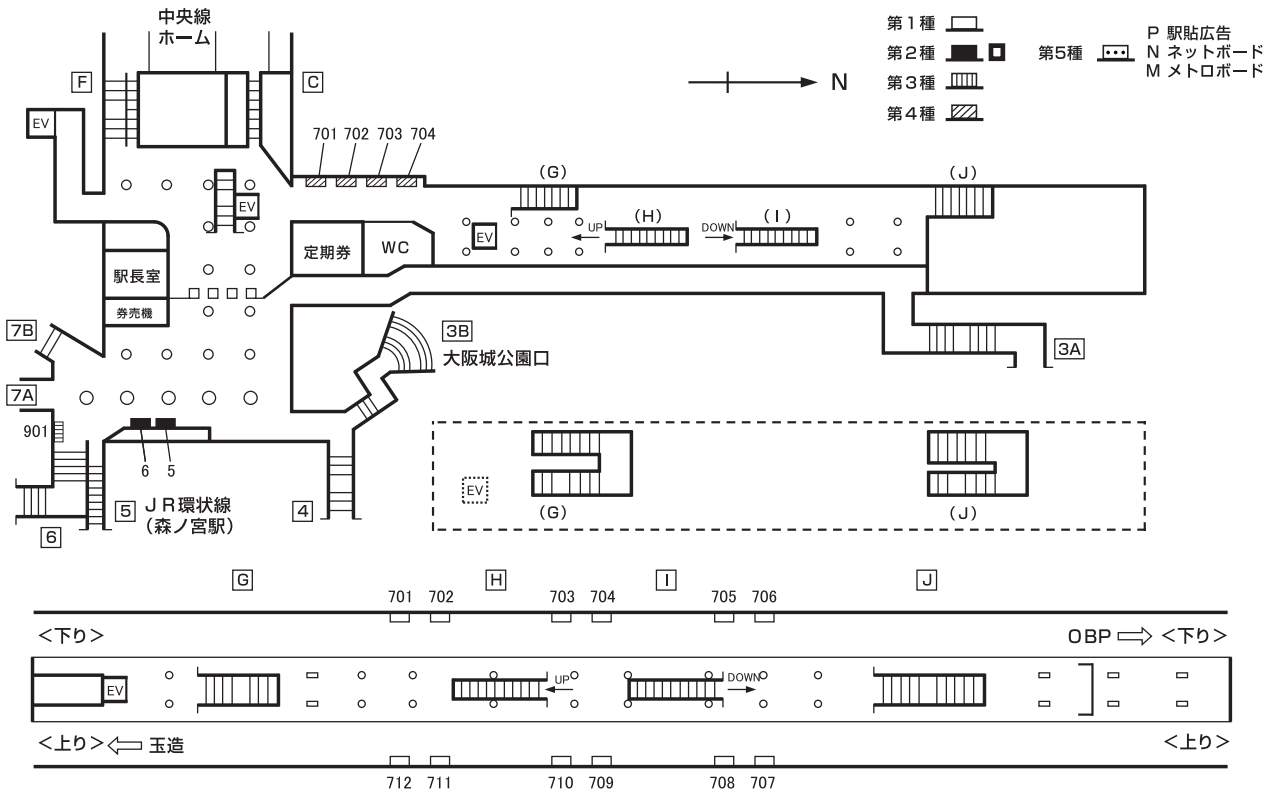 中央線
ホーム
第1種
第2種
第3種
第4種
第5種
P 駅貼広告
N ネットボード
M メトロボード
N
F
C
EV
701 702 703 704
(G)
(J)
EV
EV
UP
(H)
DOWN
(I)
定期券
WC
駅長室
券売機
7B
3B
大阪城公園口
3A
7A
901
6 5
5
JR環状線
(森ノ宮駅)
4
6
EV
(G)
(J)
G
H
I
J
701 702 703 704 705 706
<下り>
OBP
<下り>
EV
UP
DOWN
<上り>
玉造
<上り>
712 711 710 709 708 707